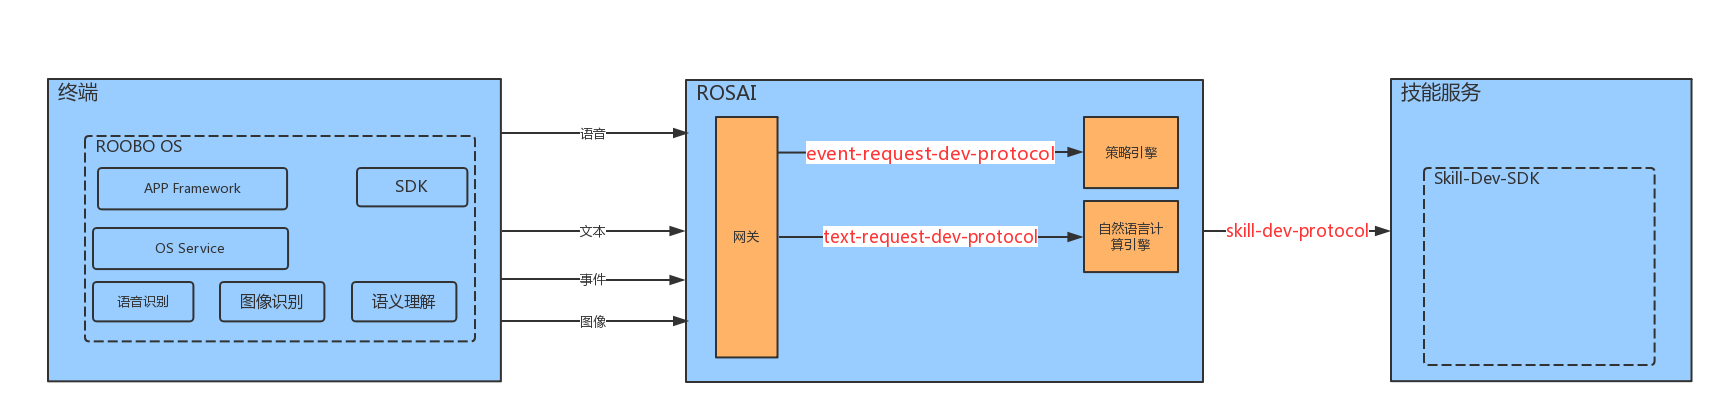 终端
ROOBO OS
APP Framework
SDK
OS Service
语音识别
图像识别
语义理解
语音
文本
事件
图像
ROSAI
网关
event-request-dev-protocol
策略引擎
text-request-dev-protocol
自然语言计
算引擎
skill-dev-protocol
技能服务
Skill-Dev-SDK